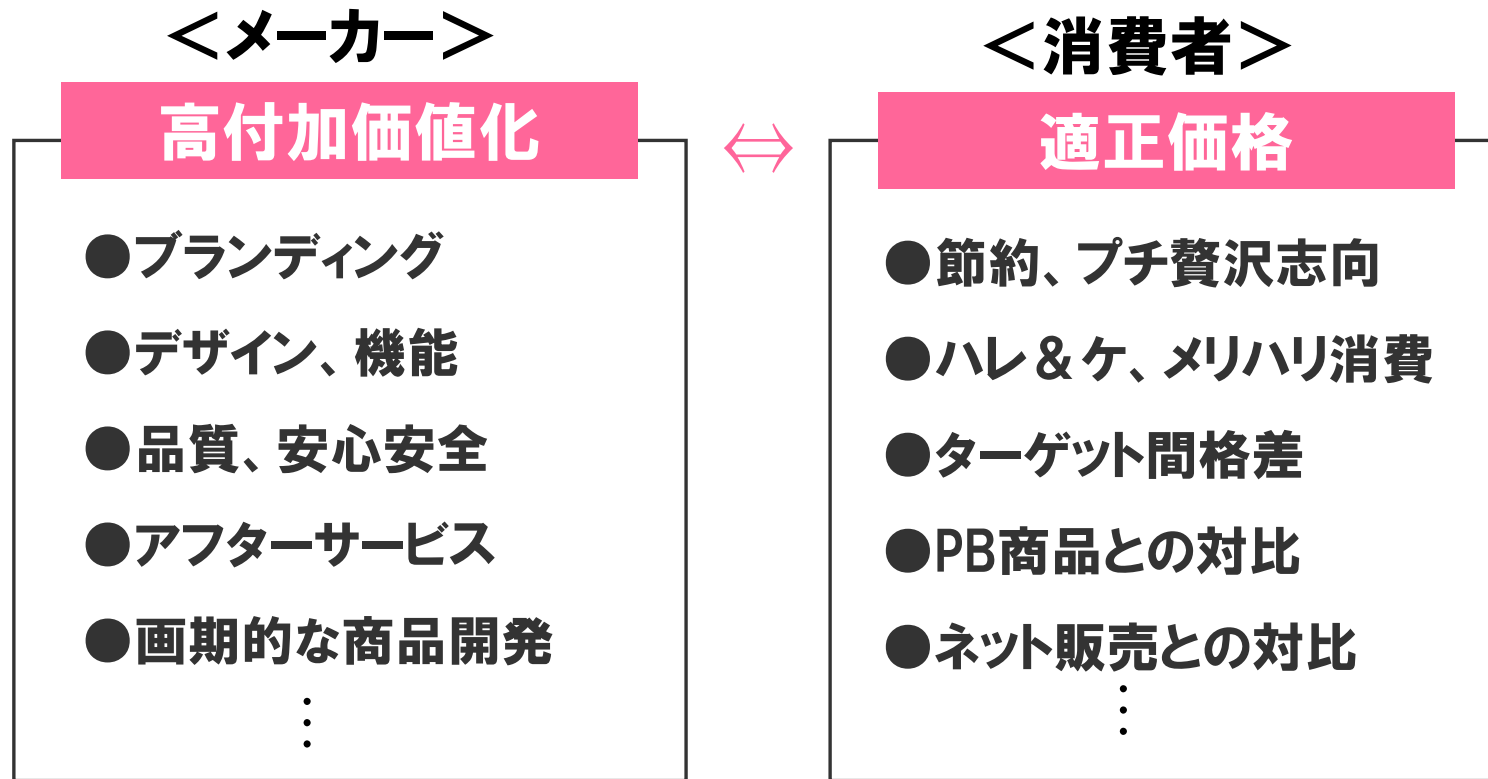 ＜メーカー＞
高付加価値化
●ブランディング
●デザイン、機能
●品質、安心安全
●アフターサービス
●画期的な商品開発
⋮
⇔
＜消費者＞
適正価格
●節約、プチ贅沢志向
●ハレ＆ケ、メリハリ消費
●ターゲット間格差
●PB商品との対比
●ネット販売との対比
⋮